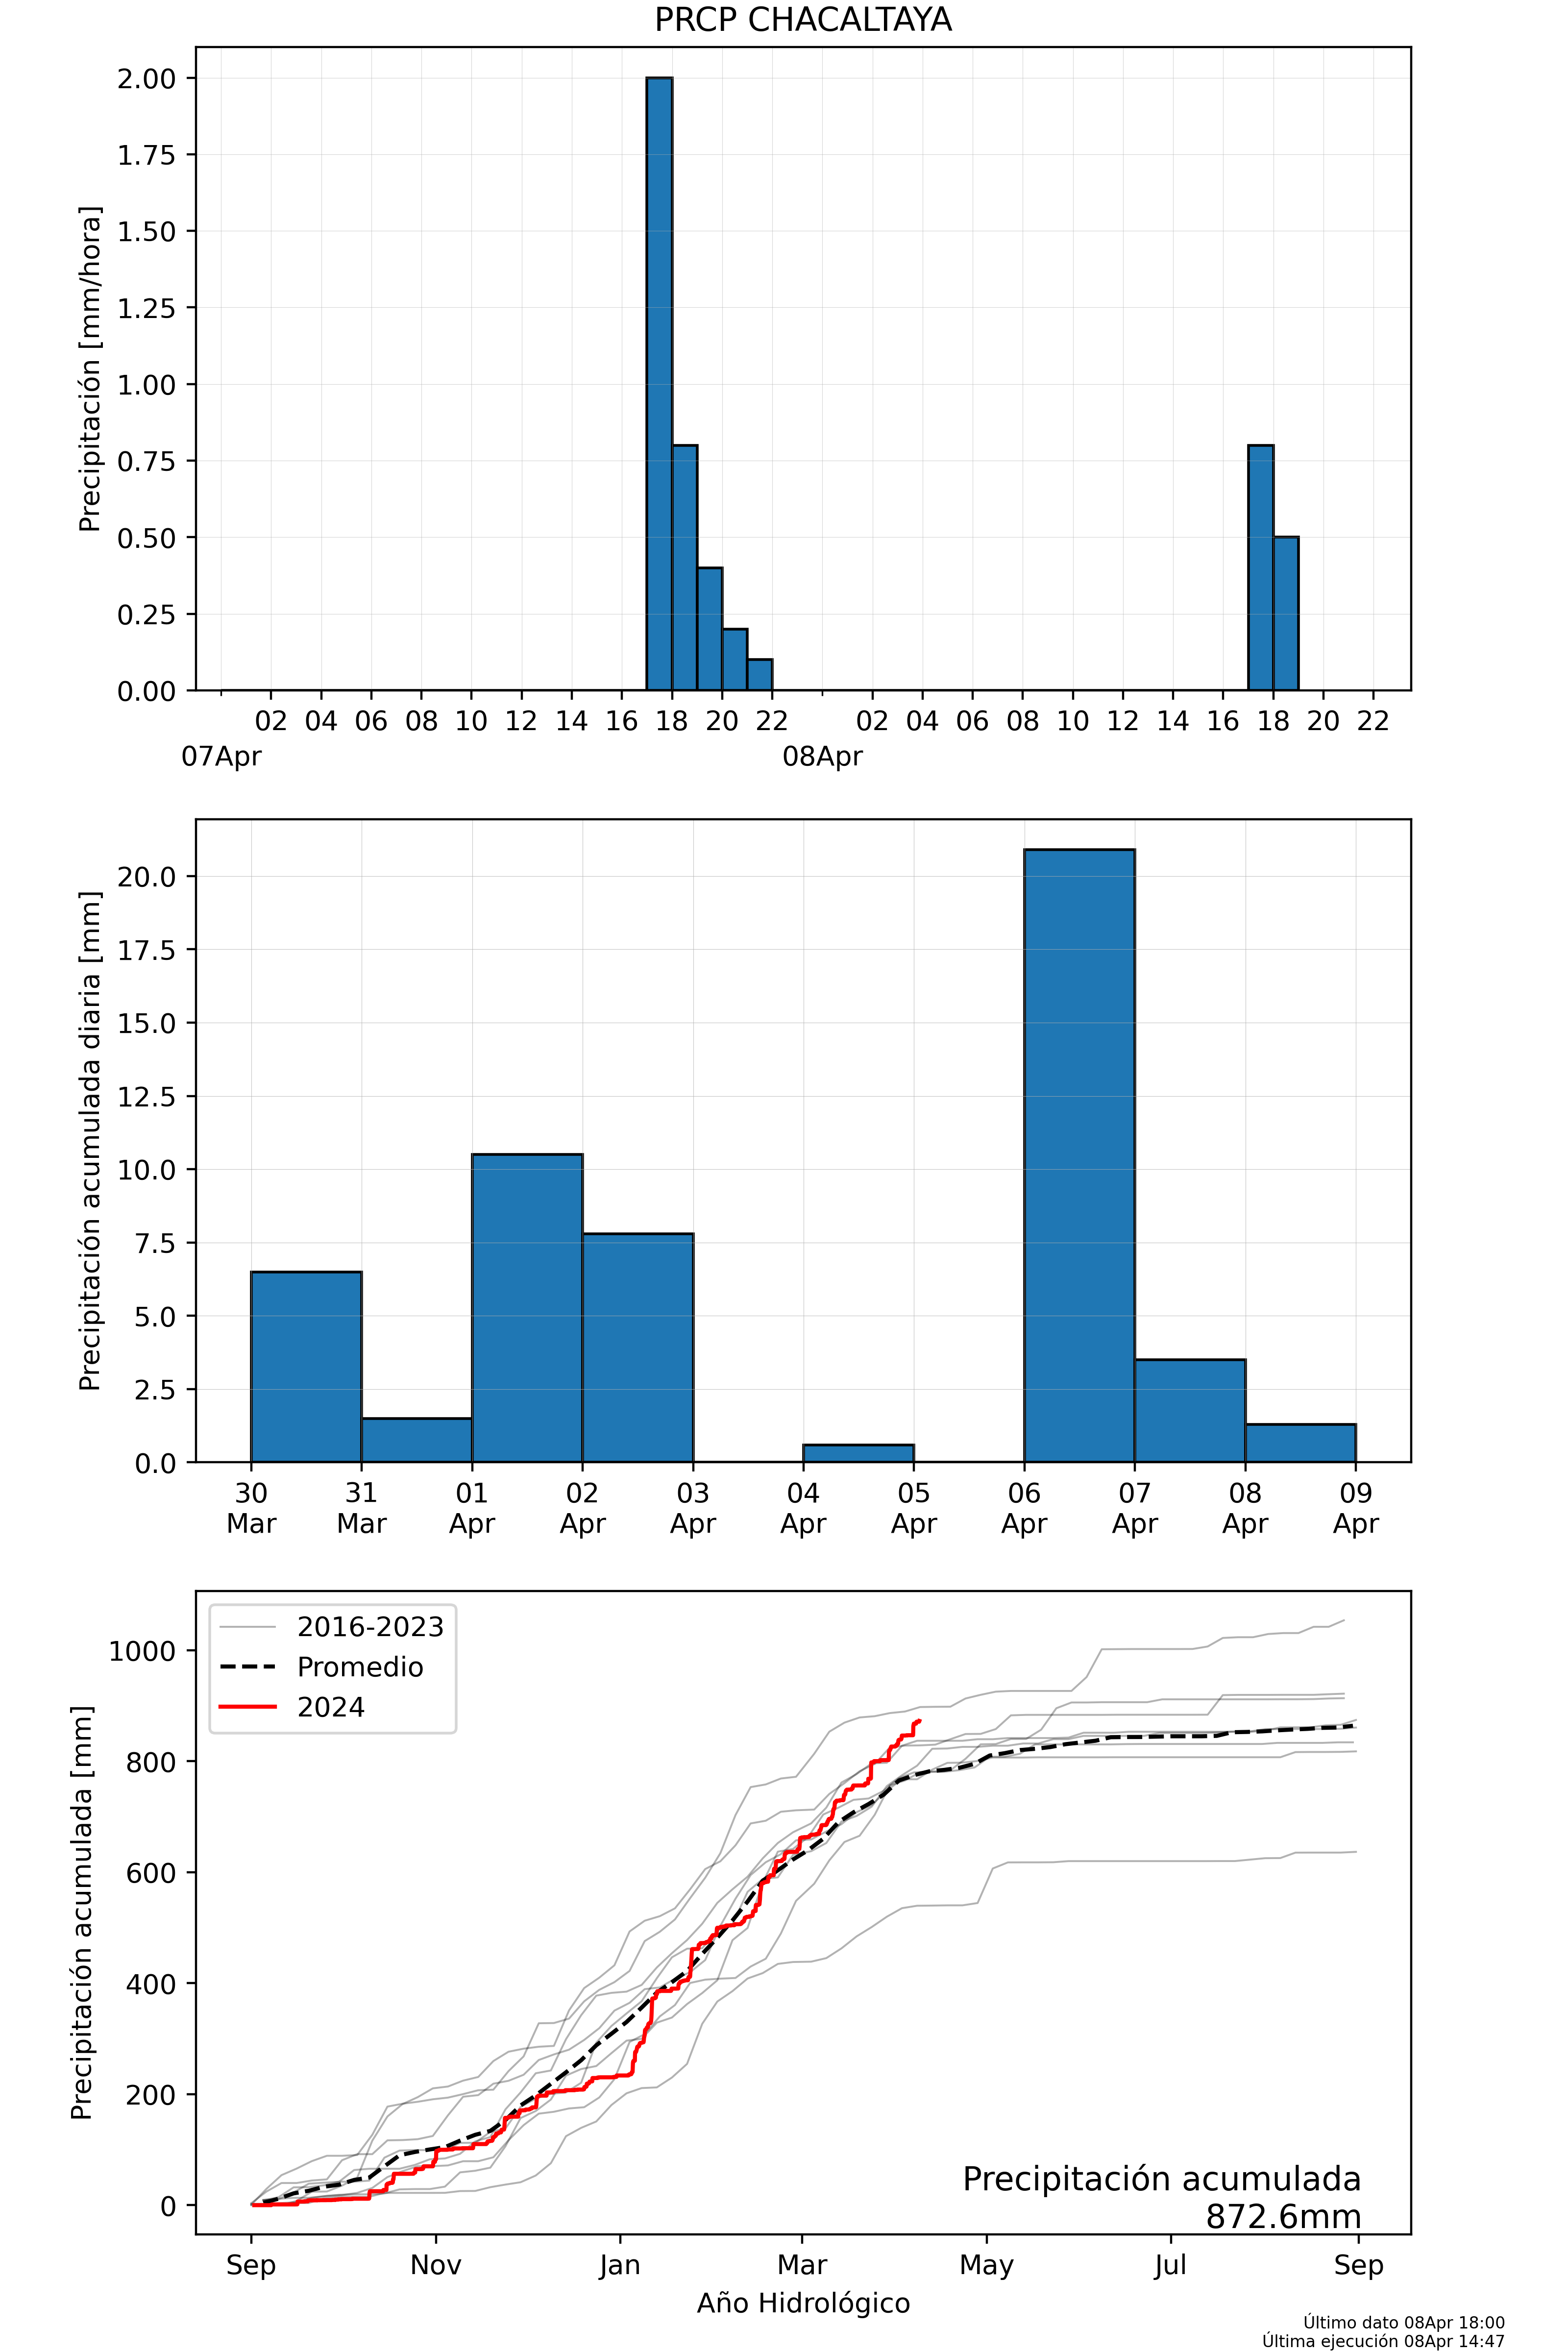 PRCP CHACALTAYA
Precipitación [mm/hora]
2.00
1.75
1.50
1.25
1.00
0.75
0.50
0.25
0.00
02 04 06 08 10 12 14 16 18 20 22 02 04 06 08 10 12 14 16 18 20 22
07Apr 08Apr
Precipitación acumulada diaria [mm]
20.0
17.5
15.0
12.5
10.0
7.5
5.0
2.5
0.0
30 31 01 02 03 04 05 06 07 08 09
Mar Mar Apr Apr Apr Apr Apr Apr Apr Apr Apr
Precipitación acumulada [mm]
1000
800
600
400
200
0
2016-2023
Promedio
2024
Precipitación acumulada
872.6mm
Sep Nov Jan Mar May Jul Sep
Año Hidrológico
Último dato 08Apr 18:00
Última ejecución 08Apr 14:47